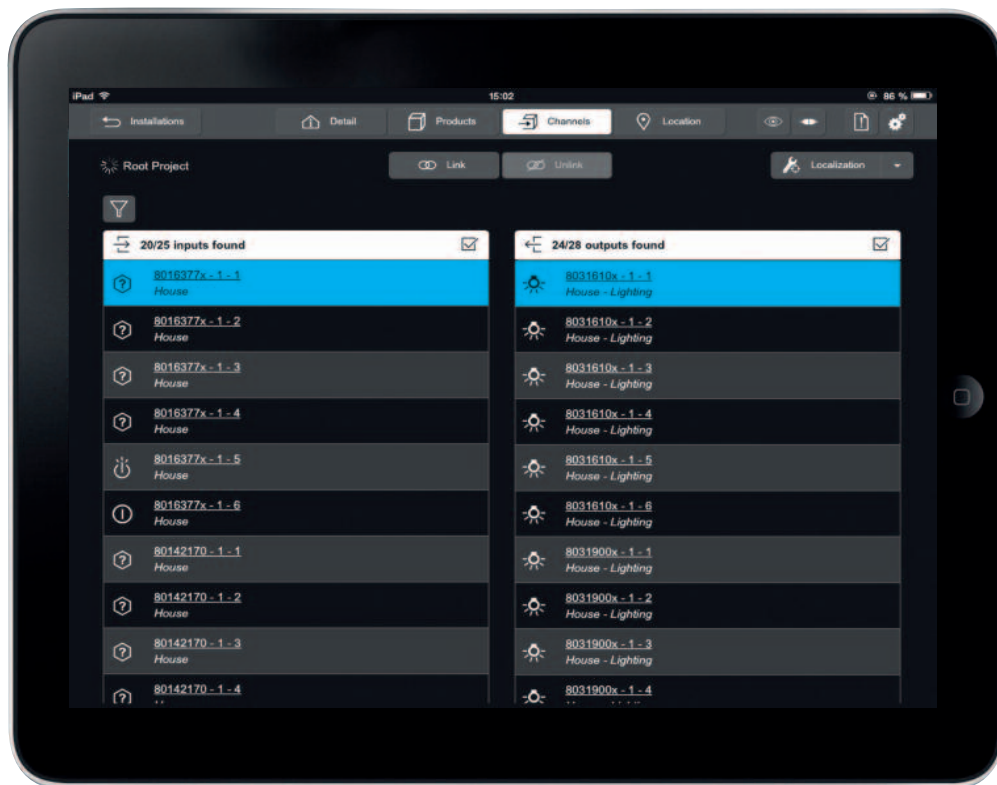 iPad 15:02 86 %
Installations Detail Products Channels Location
Root Project Link Unlink Localization
20/25 inputs found
8016377x - 1 - 1
House
8016377x - 1 - 2
House
8016377x - 1 - 3
House
8016377x - 1 - 4
House
8016377x - 1 - 5
House
8016377x - 1 - 6
House
80142170 - 1 - 1
House
80142170 - 1 - 2
House
80142170 - 1 - 3
House
80142170 - 1 - 4
24/28 outputs found
8031610x - 1 - 1
House - Lighting
8031610x - 1 - 2
House - Lighting
8031610x - 1 - 3
House - Lighting
8031610x - 1 - 4
House - Lighting
8031610x - 1 - 5
House - Lighting
8031610x - 1 - 6
House - Lighting
8031900x - 1 - 1
House - Lighting
8031900x - 1 - 2
House - Lighting
8031900x - 1 - 3
House - Lighting
8031900x - 1 - 4